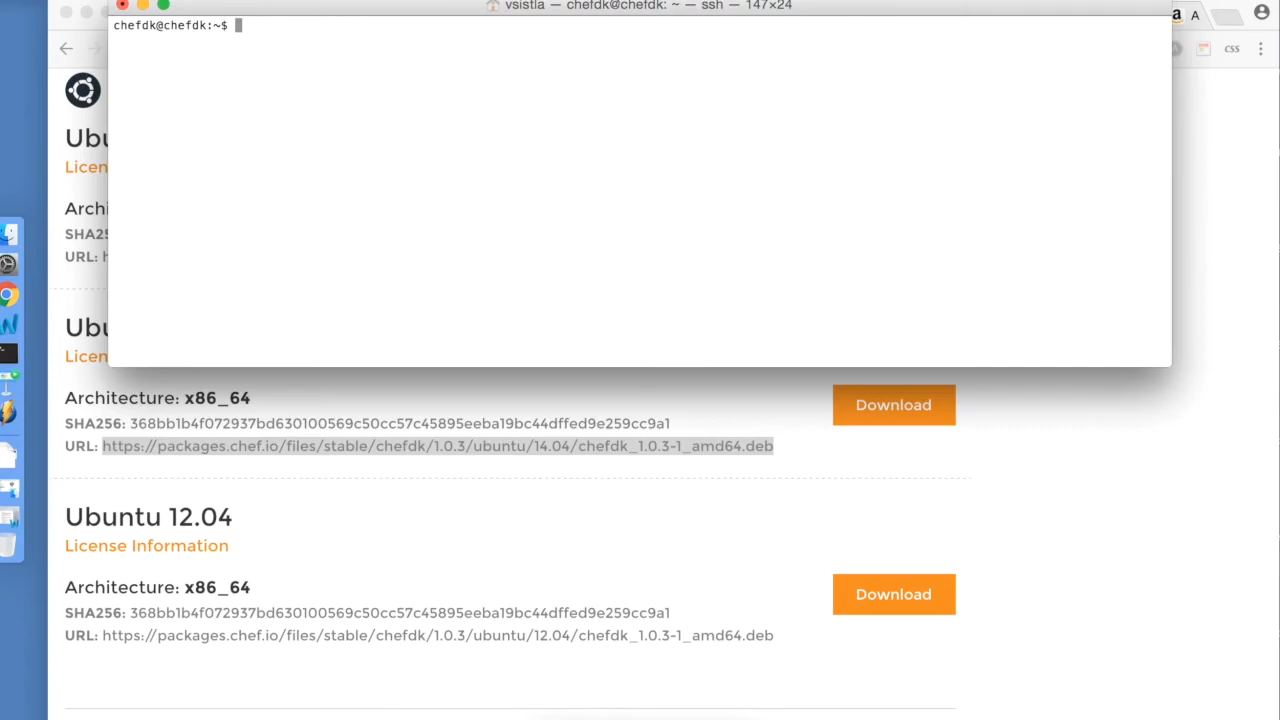 vsistla — chefdk@chefdk: ~ — ssh — 147×24
chefdk@chefdk:~$
a A
css
Ubu
Licen
Archi
SHA25
URL: h
Ubu
Licen
Architecture: x86_64
SHA256: 368bb1b4f072937bd630100569c50cc57c45895eeba19bc44dffed9e259cc9a1
URL: https://packages.chef.io/files/stable/chefdk/1.0.3/ubuntu/14.04/chefdk_1.0.3-1_amd64.deb
Download
Ubuntu 12.04
License Information
Architecture: x86_64
SHA256: 368bb1b4f072937bd630100569c50cc57c45895eeba19bc44dffed9e259cc9a1
URL: https://packages.chef.io/files/stable/chefdk/1.0.3/ubuntu/12.04/chefdk_1.0.3-1_amd64.deb
Download